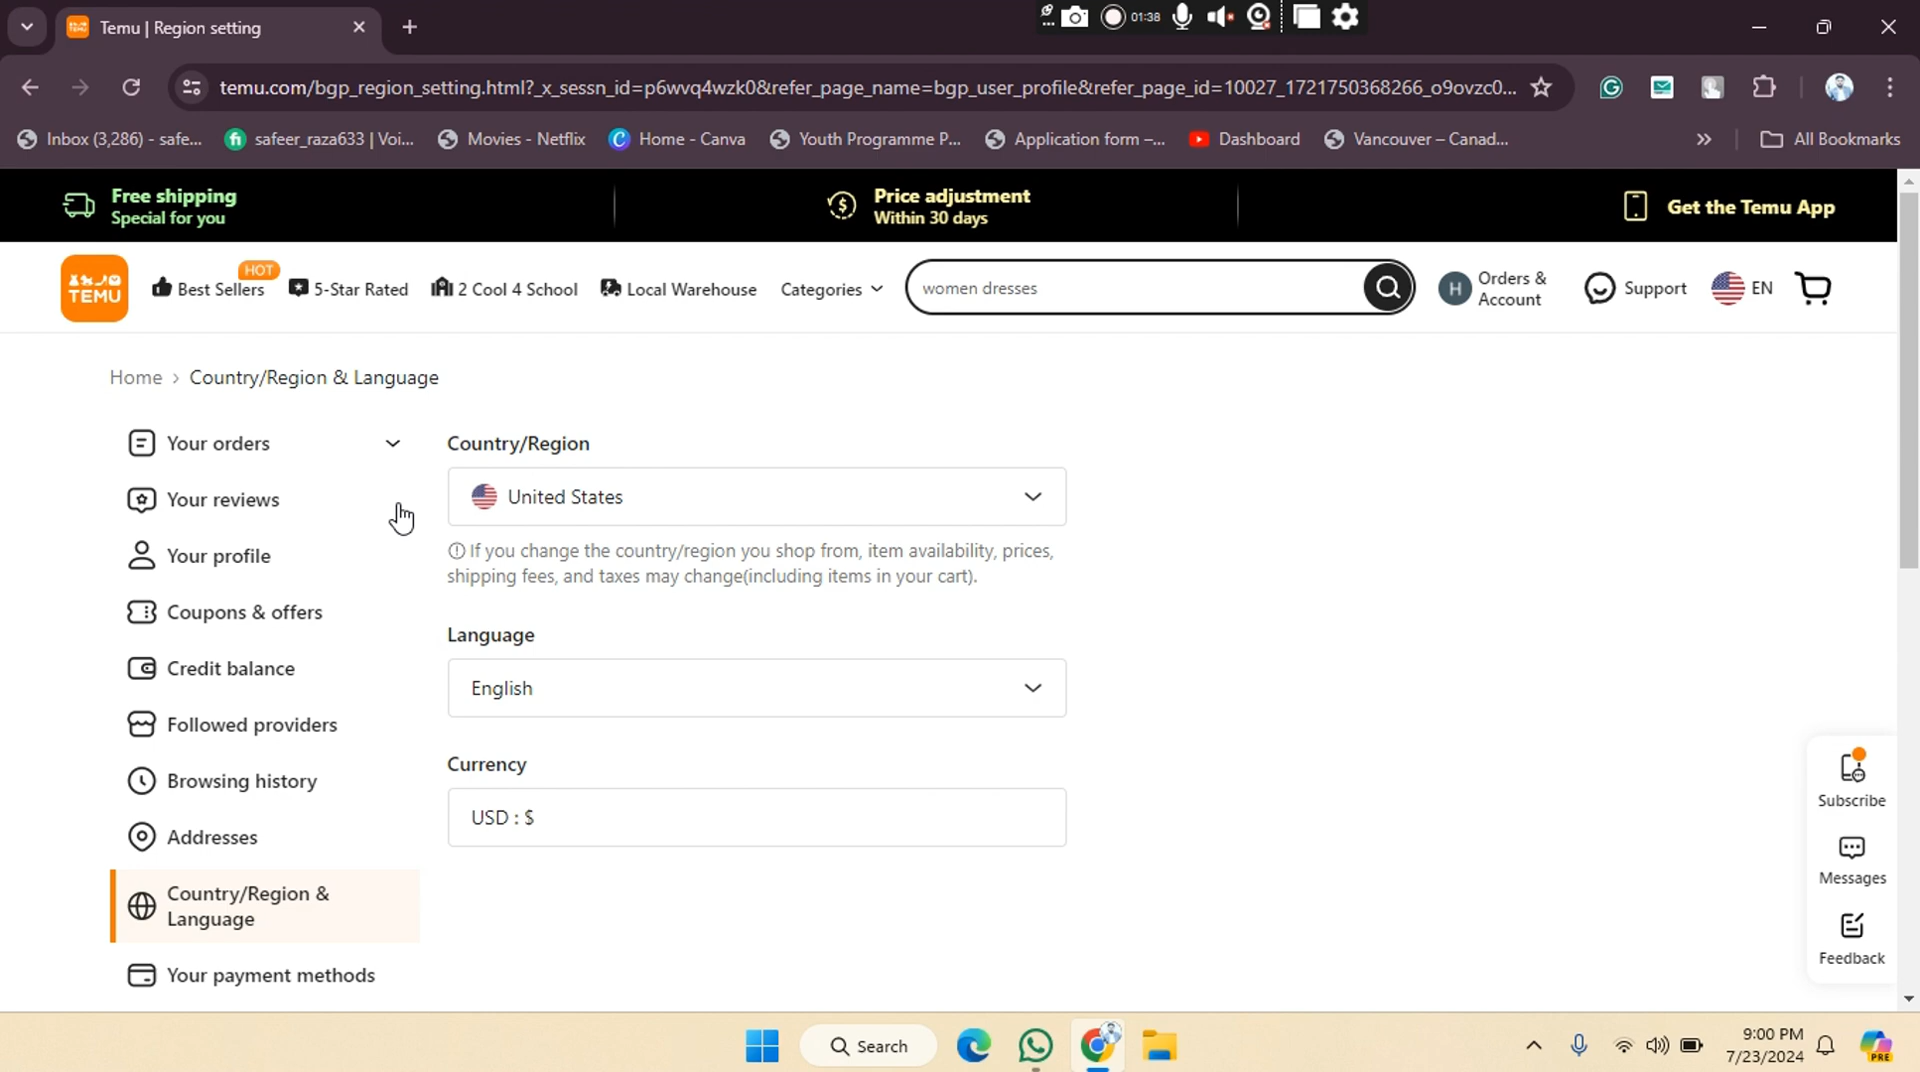 Temu | Region setting
01:38
temu.com/bgp_region_setting.html?_x_sessn_id=p6wvq4wzk0&refer_page_name=bgp_user_profile&refer_page_id=10027_1721750368266_o9ovzc0...
Inbox (3,286) - safe...
safeer_raza633 | Voi...
Movies - Netflix
Home - Canva
Youth Programme P...
Application form –...
Dashboard
Vancouver – Canad...
All Bookmarks
Free shipping
Special for you
Price adjustment
Within 30 days
Get the Temu App
TEMU
Best Sellers
HOT
5-Star Rated
2 Cool 4 School
Local Warehouse
Categories
women dresses
H
Orders &
Account
Support
EN
Home › Country/Region & Language
Your orders
Your reviews
Your profile
Coupons & offers
Credit balance
Followed providers
Browsing history
Addresses
Country/Region &
Language
Your payment methods
Country/Region
United States
If you change the country/region you shop from, item availability, prices,
shipping fees, and taxes may change(including items in your cart).
Language
English
Currency
USD : $
Subscribe
Messages
Feedback
Search
9:00 PM
7/23/2024
PRE